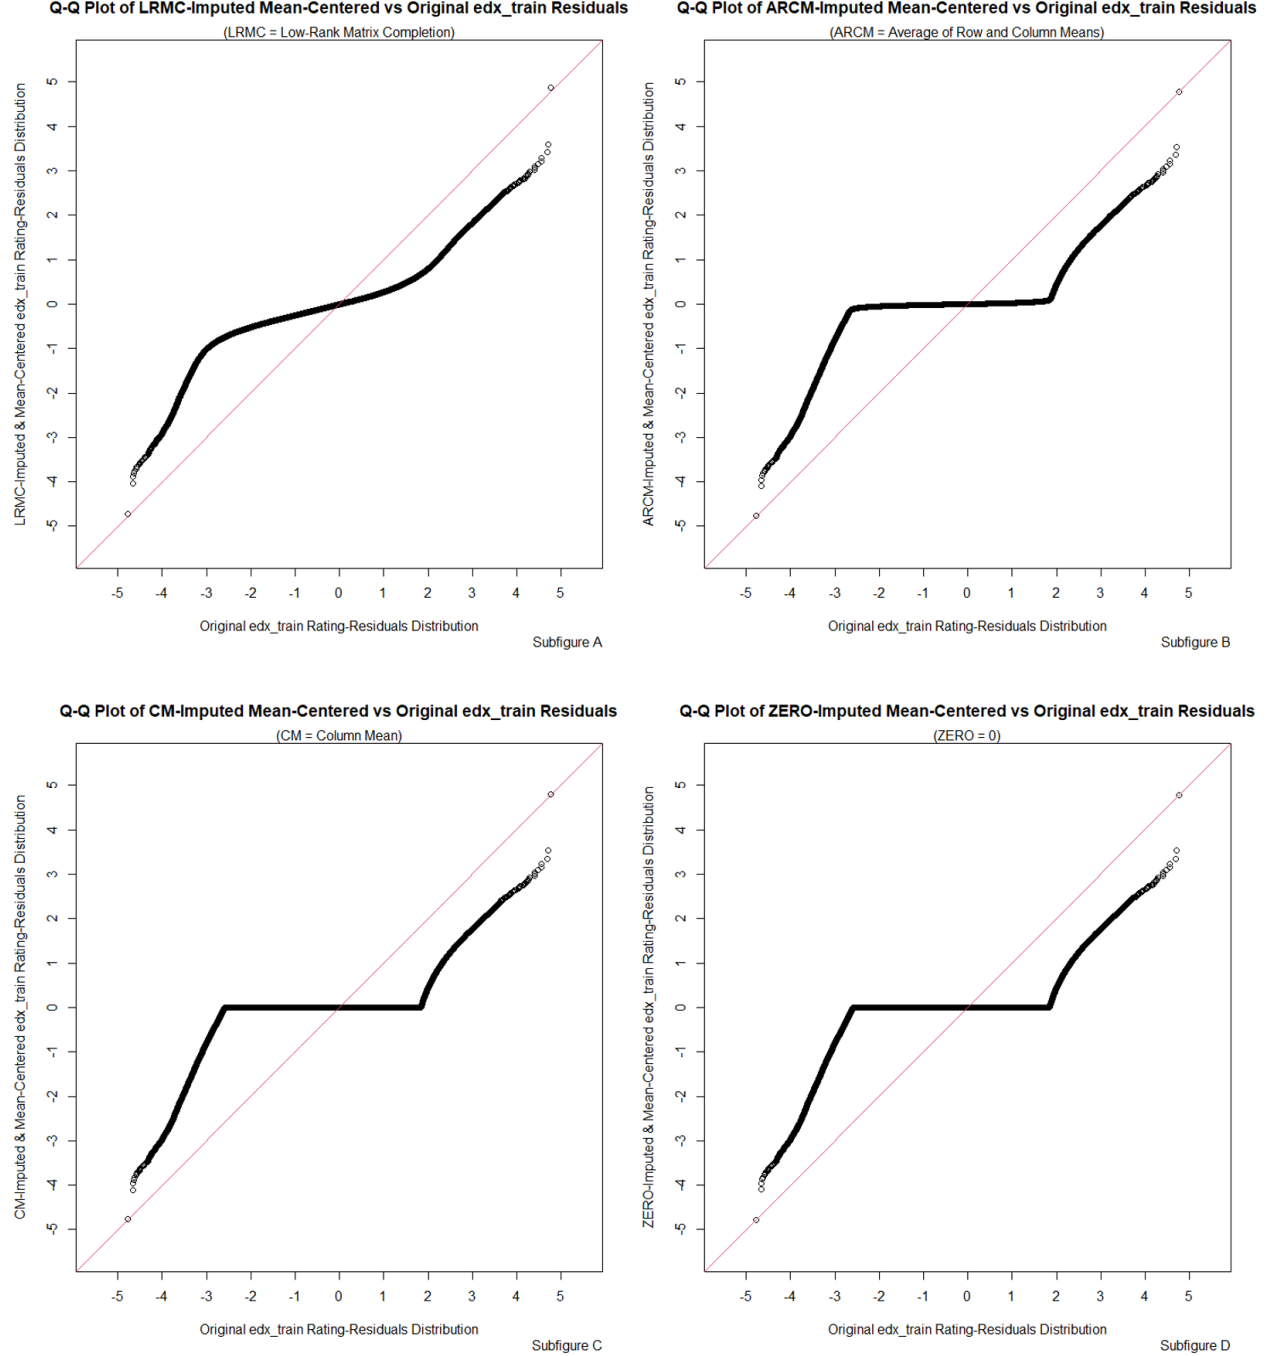 Q-Q Plot of LRMC-Imputed Mean-Centered vs Original edx_train Residuals
(LRMC = Low-Rank Matrix Completion)
LRMC-Imputed & Mean-Centered edx_train Rating-Residuals Distribution
5
4
3
2
1
0
-1
-2
-3
-4
-5
-5 -4 -3 -2 -1 0 1 2 3 4 5
Original edx_train Rating-Residuals Distribution
Subfigure A
Q-Q Plot of ARCM-Imputed Mean-Centered vs Original edx_train Residuals
(ARCM = Average of Row and Column Means)
ARCM-Imputed & Mean-Centered edx_train Rating-Residuals Distribution
5
4
3
2
1
0
-1
-2
-3
-4
-5
-5 -4 -3 -2 -1 0 1 2 3 4 5
Original edx_train Rating-Residuals Distribution
Subfigure B
Q-Q Plot of CM-Imputed Mean-Centered vs Original edx_train Residuals
(CM = Column Mean)
CM-Imputed & Mean-Centered edx_train Rating-Residuals Distribution
5
4
3
2
1
0
-1
-2
-3
-4
-5
-5 -4 -3 -2 -1 0 1 2 3 4 5
Original edx_train Rating-Residuals Distribution
Subfigure C
Q-Q Plot of ZERO-Imputed Mean-Centered vs Original edx_train Residuals
(ZERO = 0)
ZERO-Imputed & Mean-Centered edx_train Rating-Residuals Distribution
5
4
3
2
1
0
-1
-2
-3
-4
-5
-5 -4 -3 -2 -1 0 1 2 3 4 5
Original edx_train Rating-Residuals Distribution
Subfigure D